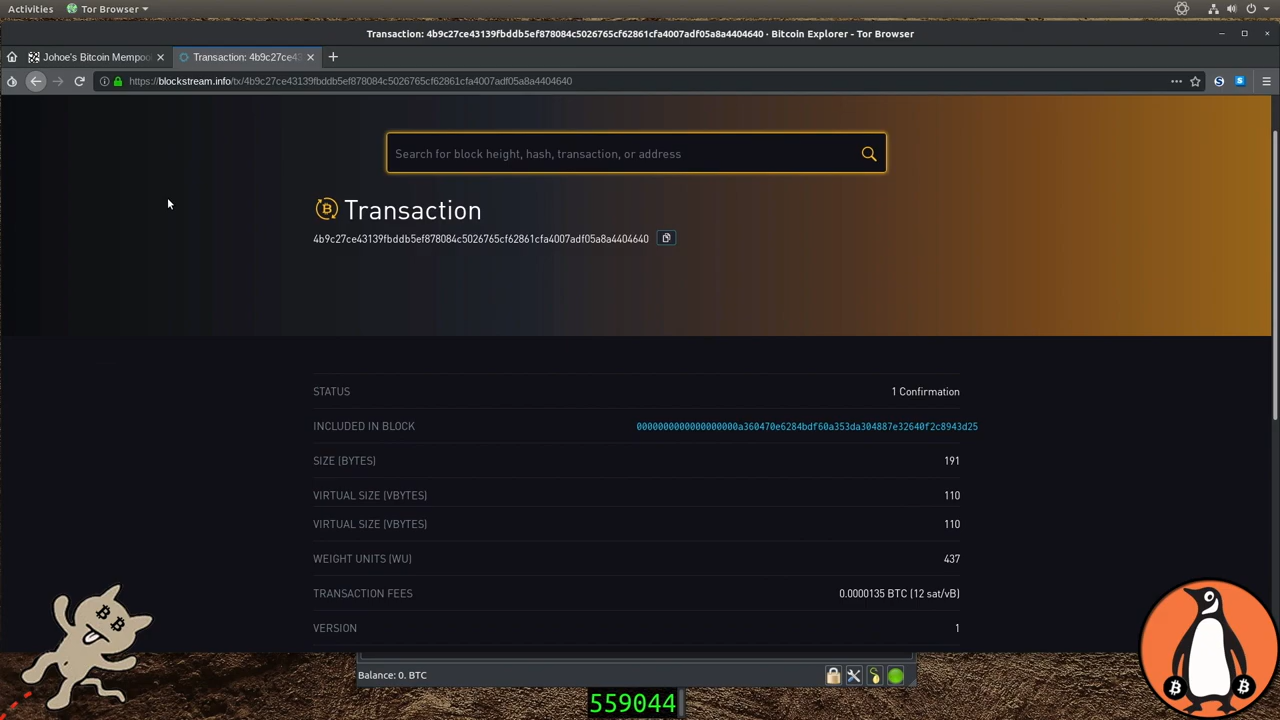 Activities
Tor Browser
Transaction: 4b9c27ce43139fbddb5ef878084c5026765cf62861cfa4007adf05a8a4404640 · Bitcoin Explorer - Tor Browser
Johoe's Bitcoin Mempoo
Transaction: 4b9c27ce43
https://blockstream.info/tx/4b9c27ce43139fbddb5ef878084c5026765cf62861cfa4007adf05a8a4404640
Search for block height, hash, transaction, or address
Transaction
4b9c27ce43139fbddb5ef878084c5026765cf62861cfa4007adf05a8a4404640
STATUS 1 Confirmation
INCLUDED IN BLOCK 0000000000000000000a360470e6284bdf60a353da304887e32640f2c8943d25
SIZE (BYTES) 191
VIRTUAL SIZE (VBYTES) 110
VIRTUAL SIZE (VBYTES) 110
WEIGHT UNITS (WU) 437
TRANSACTION FEES 0.0000135 BTC (12 sat/vB)
VERSION 1
Balance: 0. BTC
559044